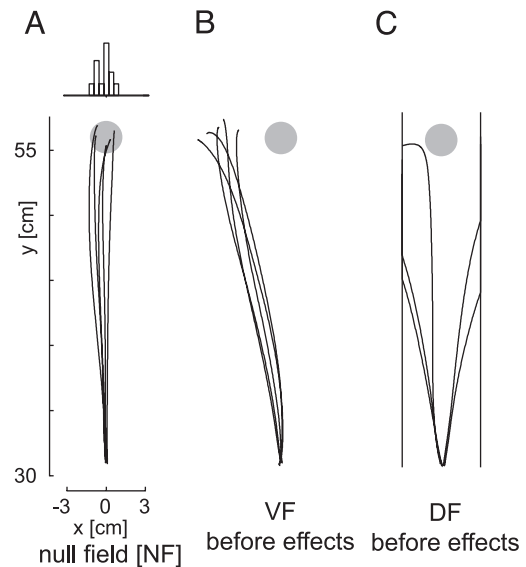 A
B
C
55
y [cm]
30
-3 0 3
x [cm]
null field [NF]
VF
before effects
DF
before effects